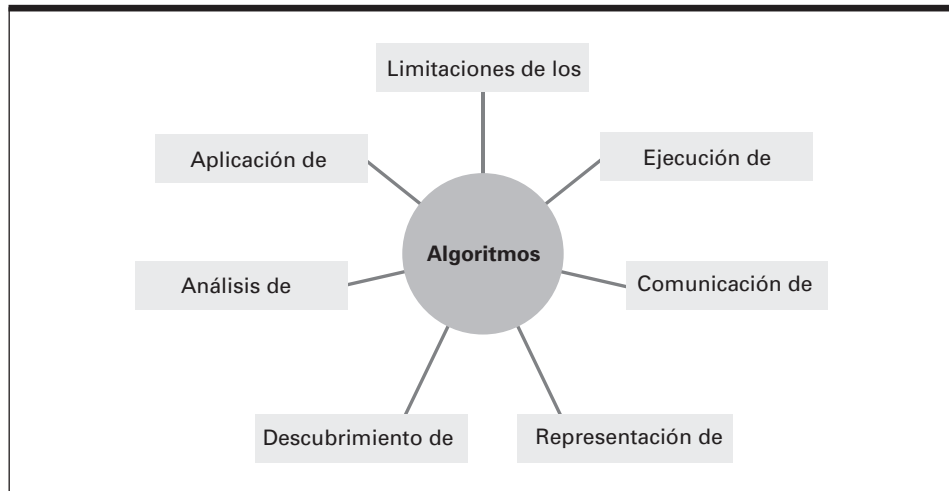 Limitaciones de los
Aplicación de
Ejecución de
Algoritmos
Análisis de
Comunicación de
Descubrimiento de
Representación de